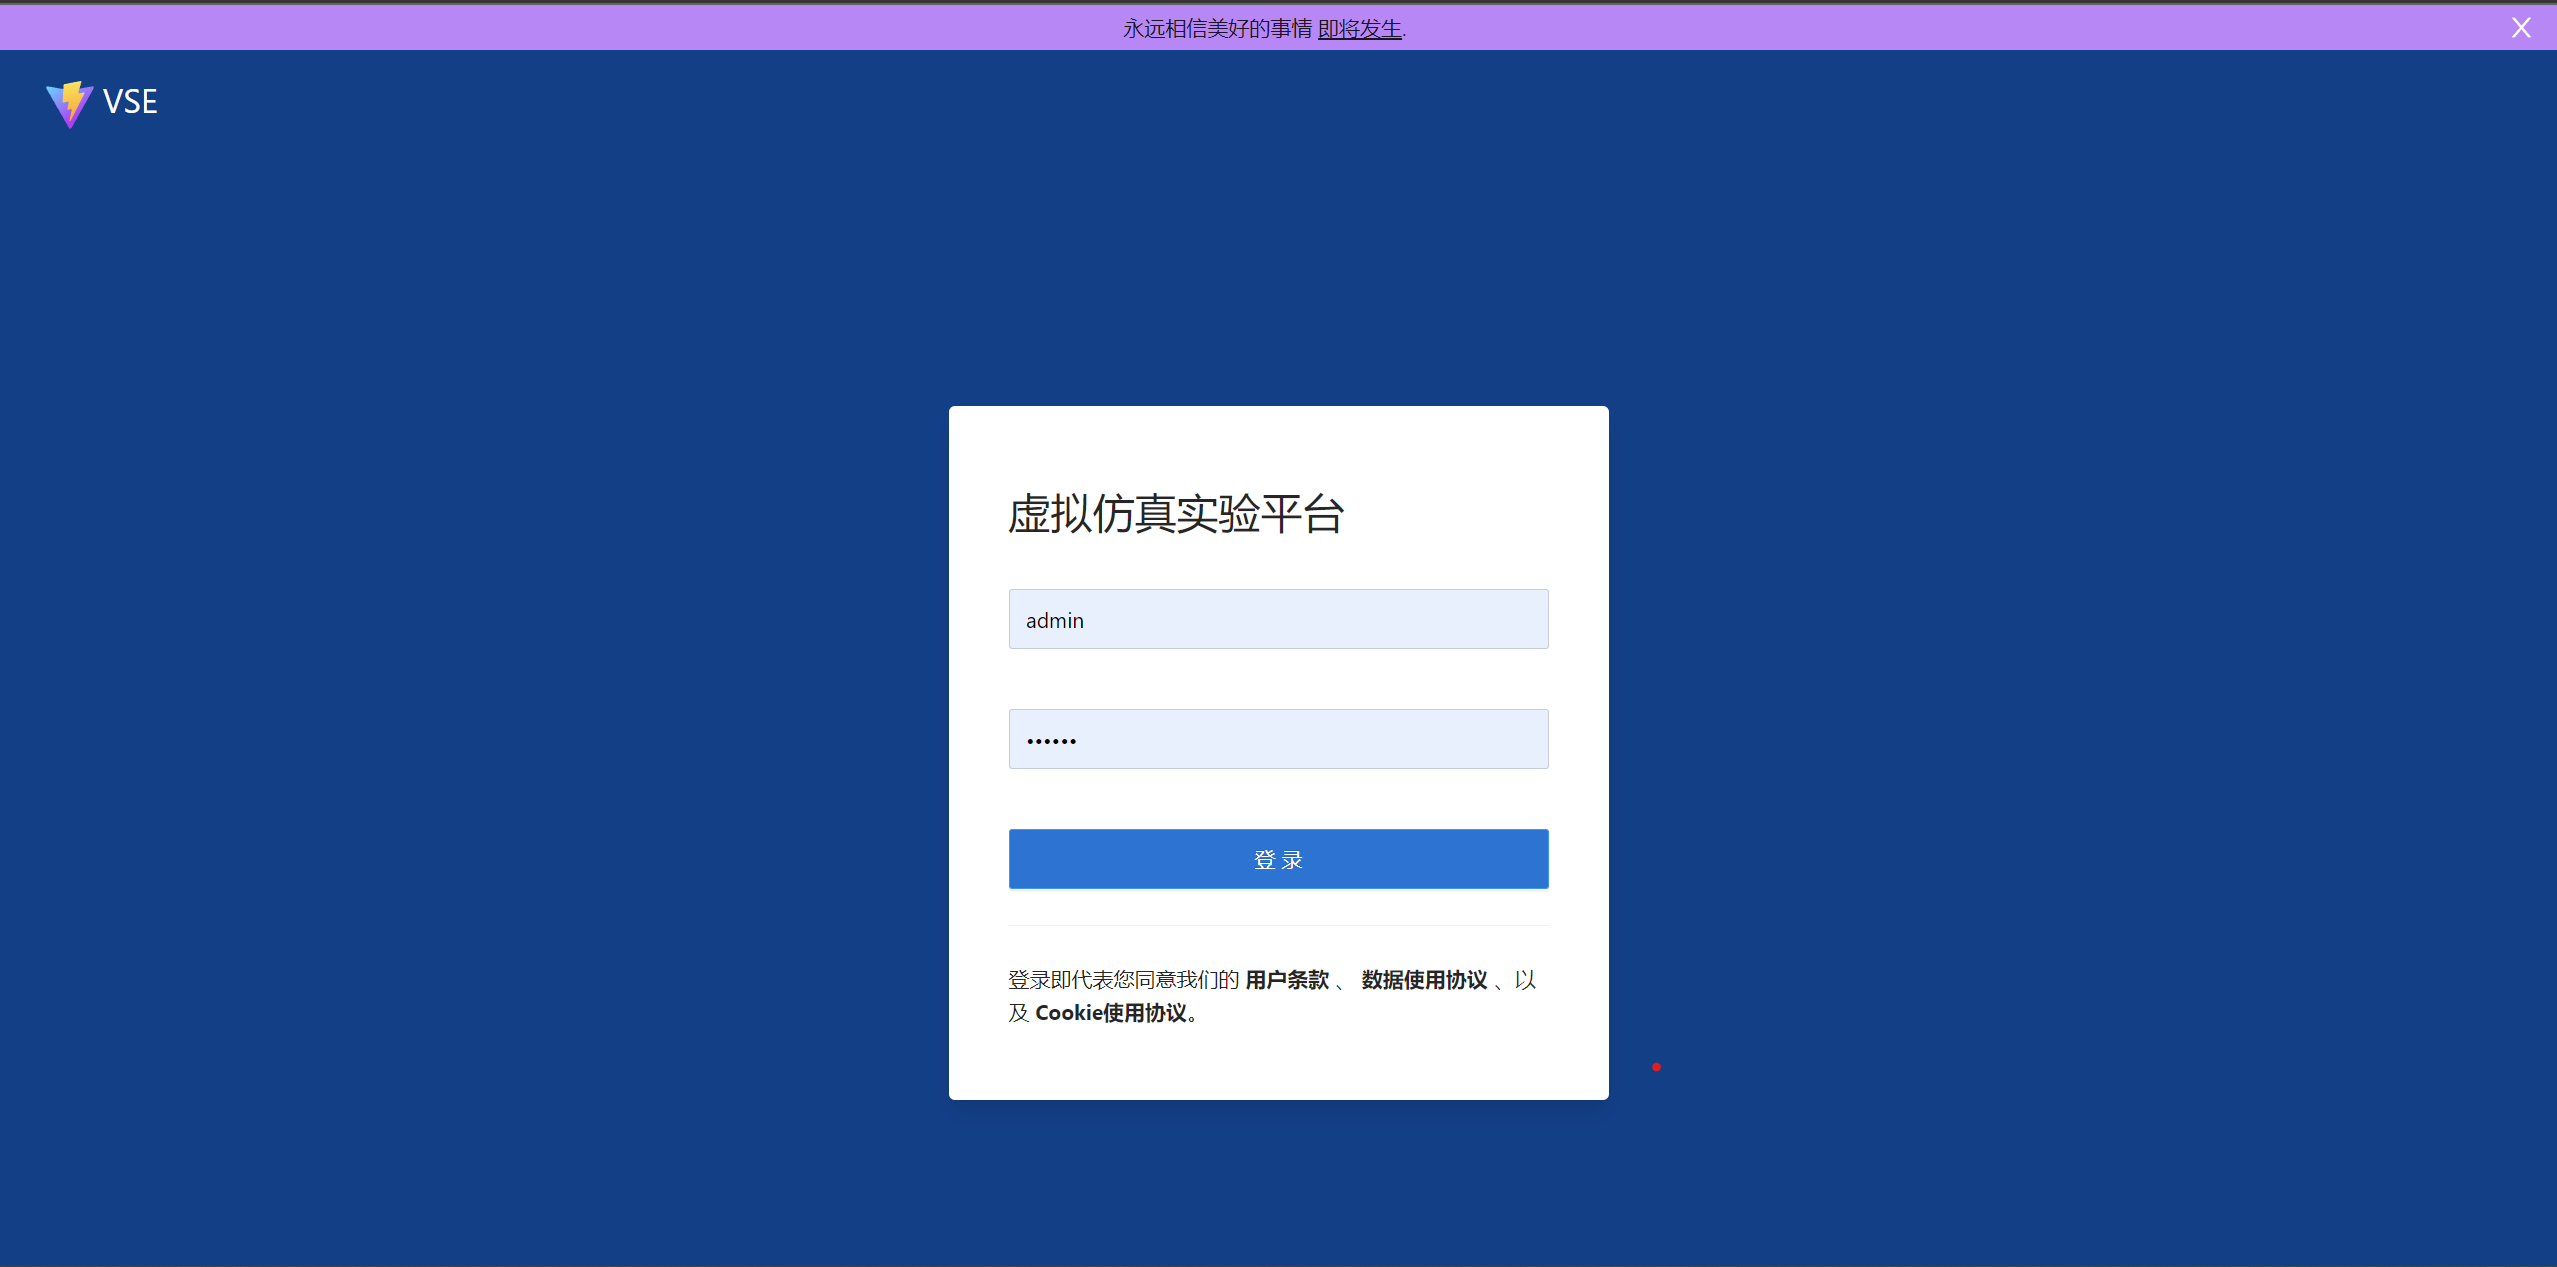 永远相信美好的事情 即将发生.
VSE
虚拟仿真实验平台
admin
••••••
登 录
登录即代表您同意我们的 用户条款 、 数据使用协议 、以
及 Cookie使用协议。